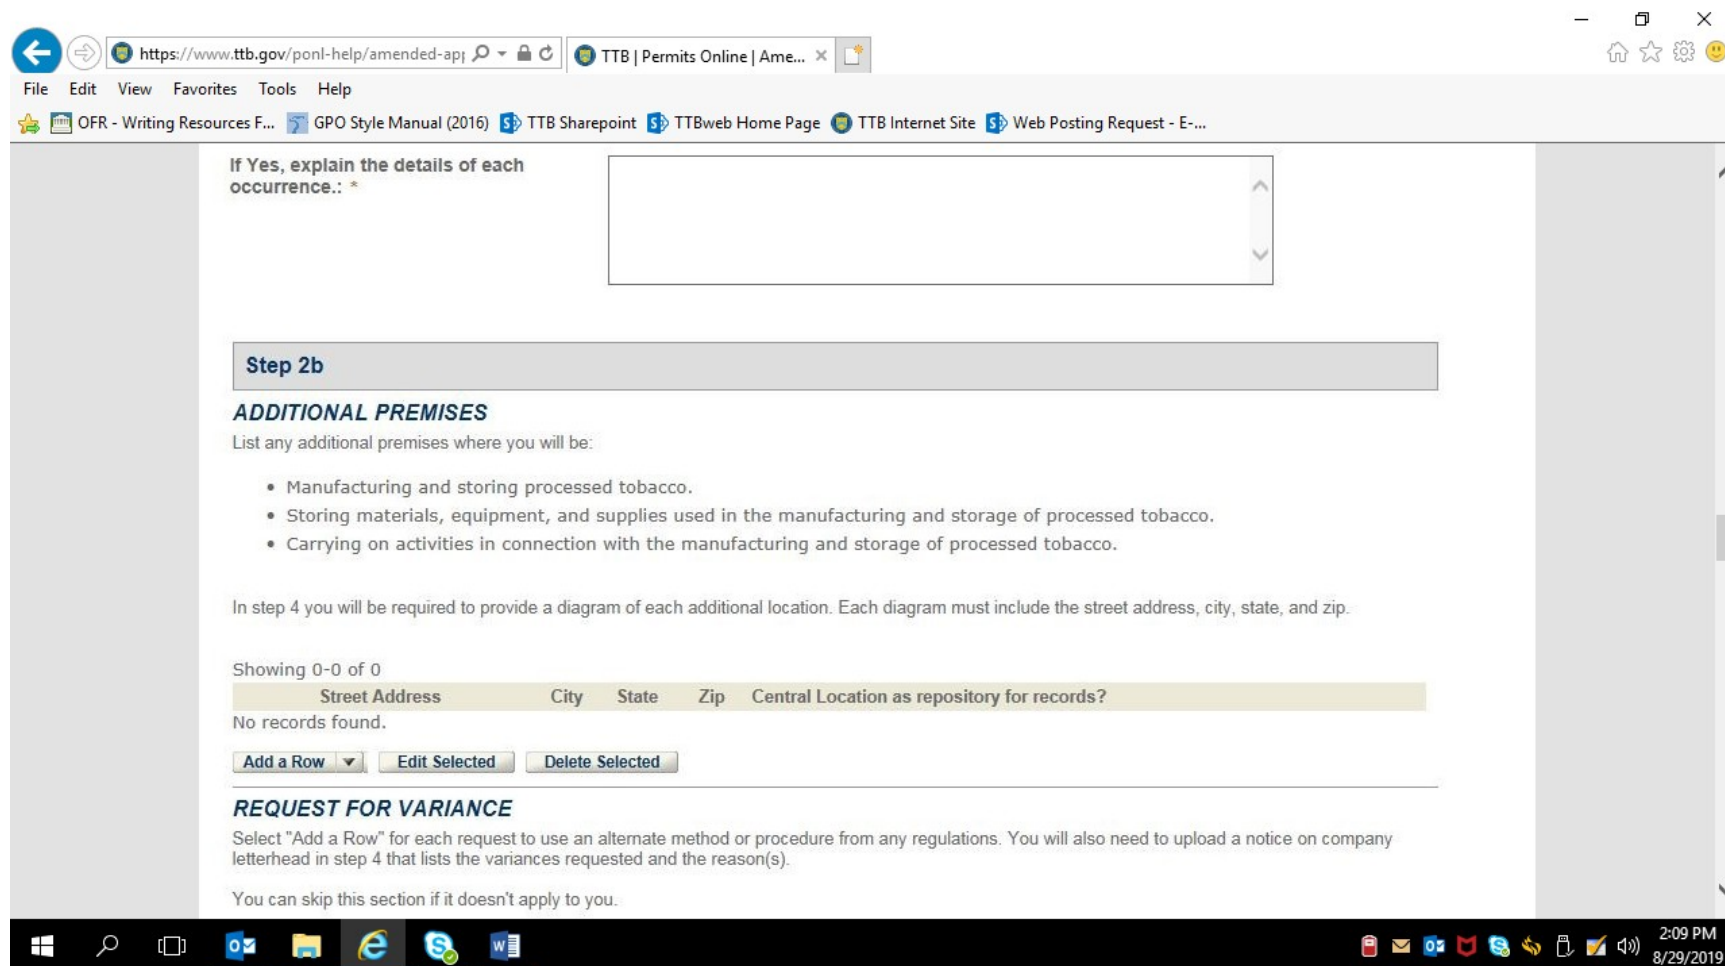 https://www.ttb.gov/ponl-help/amended-ap
TTB | Permits Online | Ame...
File Edit View Favorites Tools Help
OFR - Writing Resources F... GPO Style Manual (2016) TTB Sharepoint TTBweb Home Page TTB Internet Site Web Posting Request - E-...
If Yes, explain the details of each
occurrence.: *
Step 2b
ADDITIONAL PREMISES
List any additional premises where you will be:
• Manufacturing and storing processed tobacco.
• Storing materials, equipment, and supplies used in the manufacturing and storage of processed tobacco.
• Carrying on activities in connection with the manufacturing and storage of processed tobacco.
In step 4 you will be required to provide a diagram of each additional location. Each diagram must include the street address, city, state, and zip.
Showing 0-0 of 0
Street Address City State Zip Central Location as repository for records?
No records found.
Add a Row Edit Selected Delete Selected
REQUEST FOR VARIANCE
Select "Add a Row" for each request to use an alternate method or procedure from any regulations. You will also need to upload a notice on company
letterhead in step 4 that lists the variances requested and the reason(s).
You can skip this section if it doesn't apply to you.
2:09 PM
8/29/2019